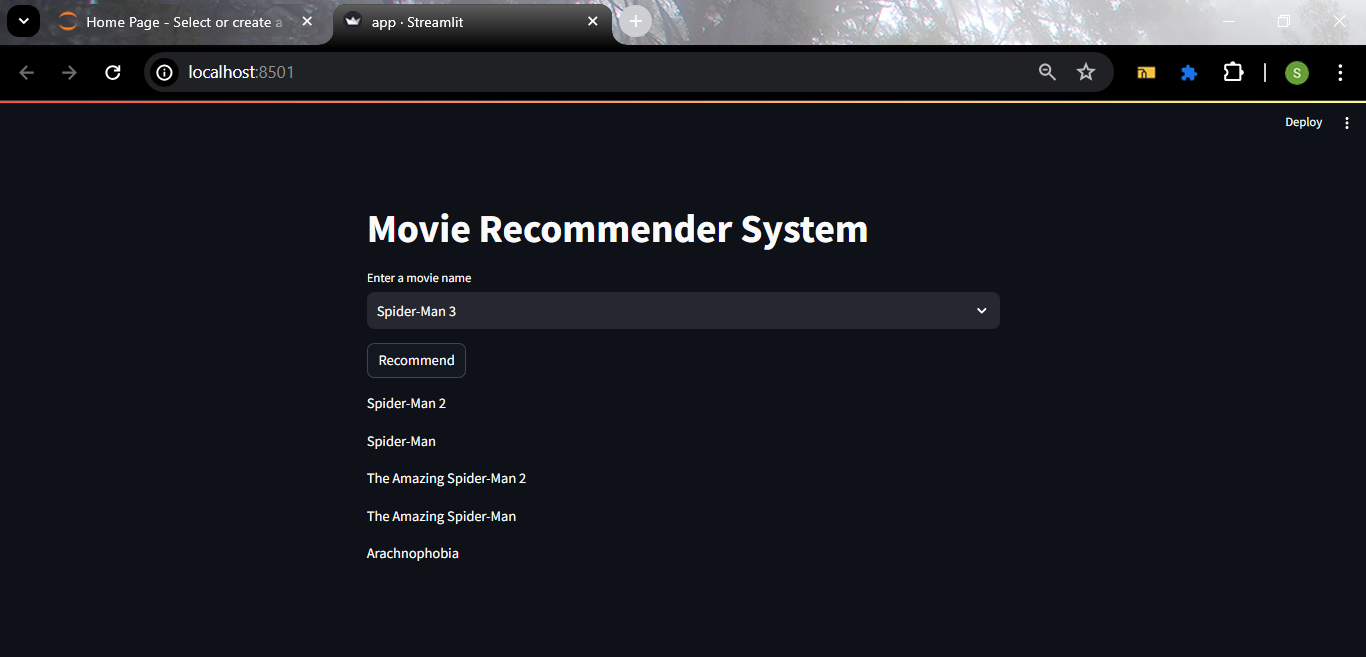 Home Page - Select or create a
app · Streamlit
localhost:8501
S
Deploy
Movie Recommender System
Enter a movie name
Spider-Man 3
Recommend
Spider-Man 2
Spider-Man
The Amazing Spider-Man 2
The Amazing Spider-Man
Arachnophobia